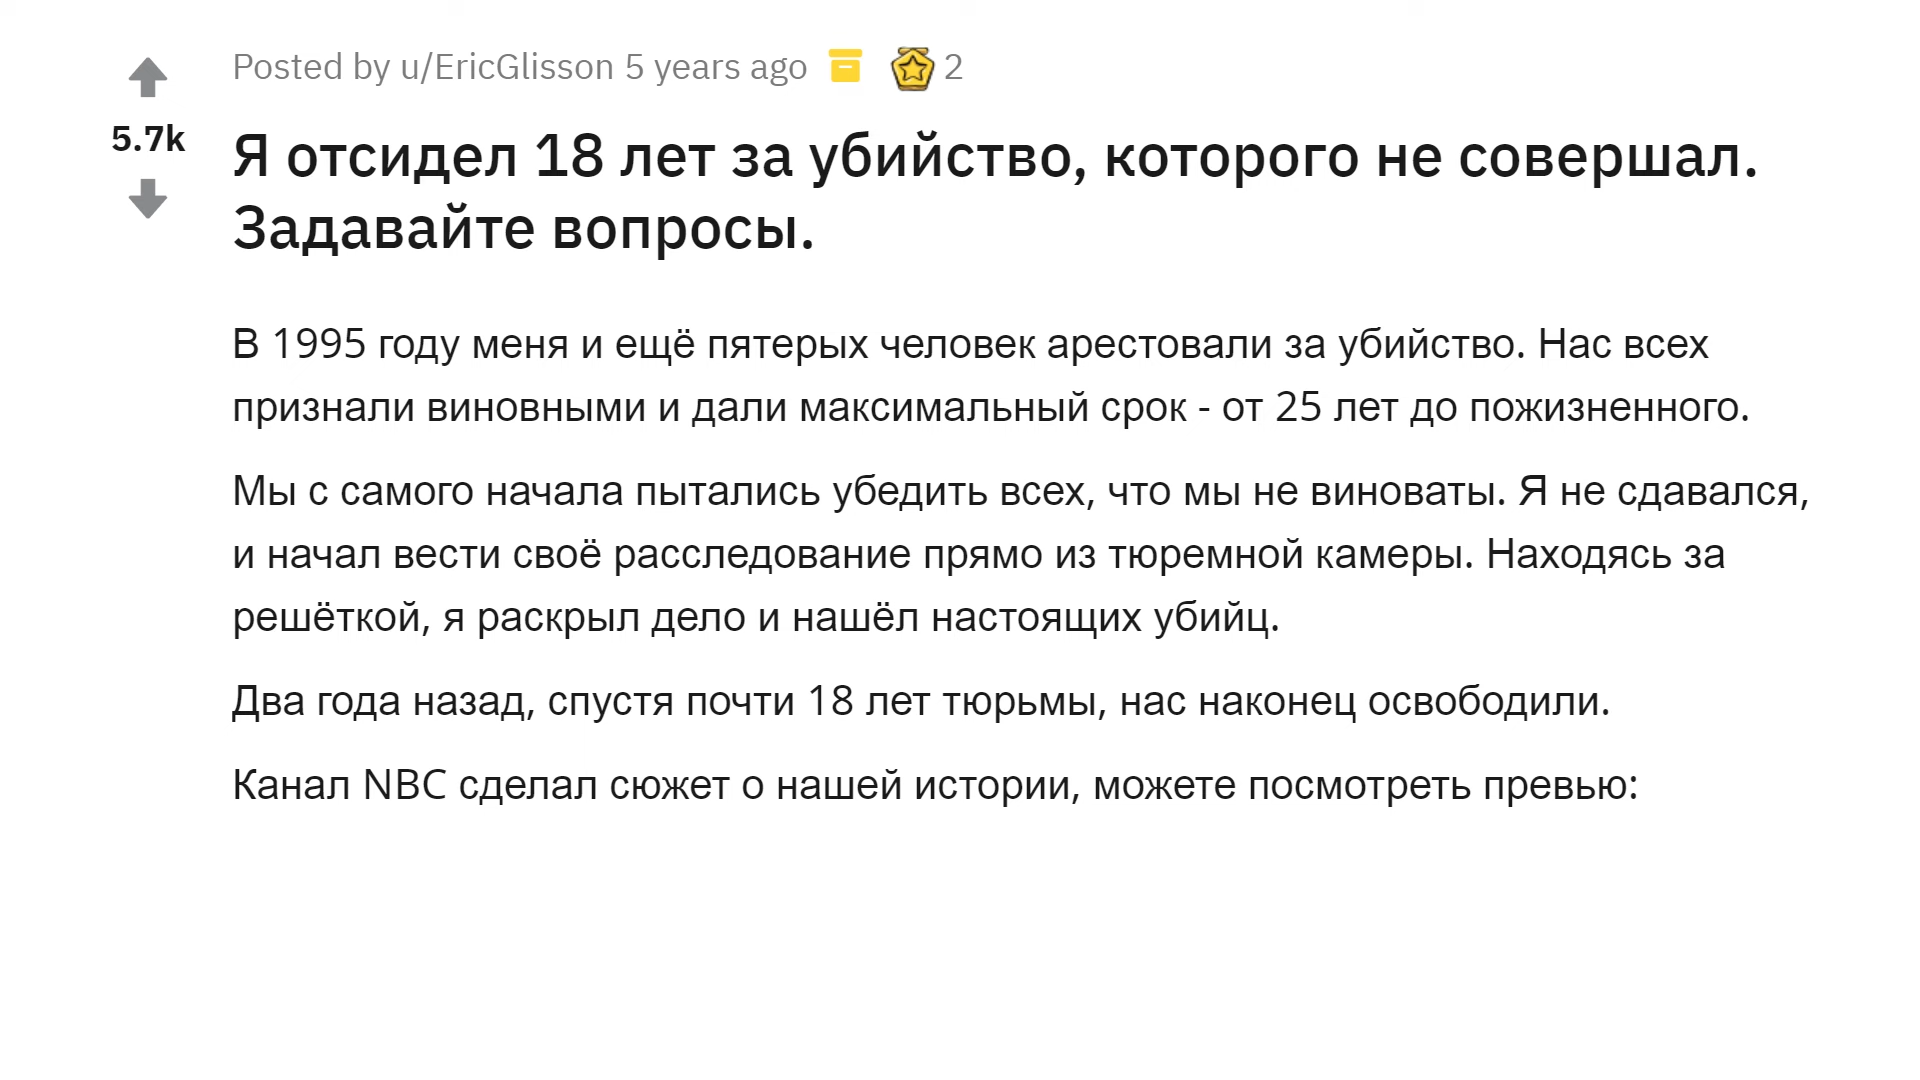 Posted by u/EricGlisson 5 years ago 2
5.7k
Я отсидел 18 лет за убийство, которого не совершал.
Задавайте вопросы.
В 1995 году меня и ещё пятерых человек арестовали за убийство. Нас всех
признали виновными и дали максимальный срок - от 25 лет до пожизненного.
Мы с самого начала пытались убедить всех, что мы не виноваты. Я не сдавался,
и начал вести своё расследование прямо из тюремной камеры. Находясь за
решёткой, я раскрыл дело и нашёл настоящих убийц.
Два года назад, спустя почти 18 лет тюрьмы, нас наконец освободили.
Канал NBC сделал сюжет о нашей истории, можете посмотреть превью: